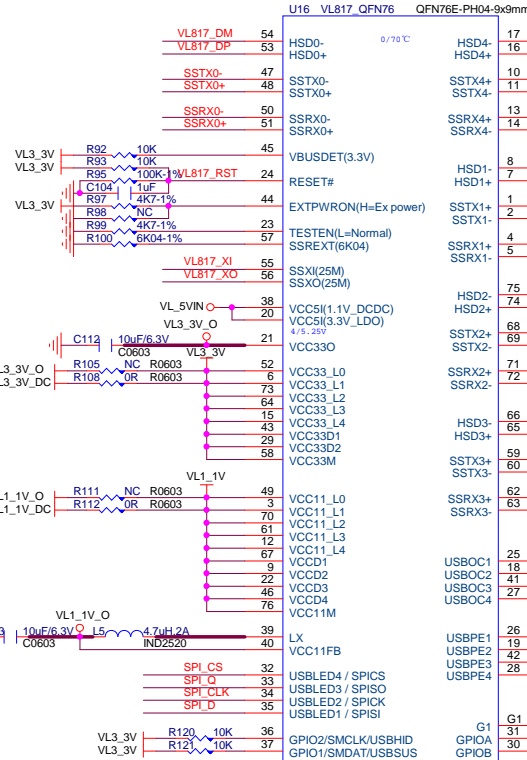 U16 VL817_QFN76 QFN76E-PH04-9x9mm
0/70℃
VL817_DM 54 HSD0- HSD4- 17
VL817_DP 53 HSD0+ HSD4+ 16
SSTX0- 47 SSTX0- SSTX4+ 10
SSTX0+ 48 SSTX0+ SSTX4- 11
SSRX0- 50 SSRX0- SSRX4+ 13
SSRX0+ 51 SSRX0+ SSRX4- 14
VL3_3V R92 10K 45 VBUSDET(3.3V)
VL3_3V R93 10K HSD1- 8
R95 100K-1% VL817_RST 24 RESET# HSD1+ 7
C104 1uF
VL3_3V R97 4K7-1% 44 EXTPWRON(H=Ex power) SSTX1+ 1
R98 NC SSTX1- 2
R99 4K7-1% 23 TESTEN(L=Normal)
R100 6K04-1% 57 SSREXT(6K04) SSRX1+ 4
SSRX1- 5
VL817_XI 55 SSXI(25M)
VL817_XO 56 SSXO(25M)
HSD2- 75
VL_5VIN 38 VCC5I(1.1V_DCDC) HSD2+ 74
20 VCC5I(3.3V_LDO)
VL3_3V_O 4/5.25V SSTX2+ 68
C112 10uF/6.3V 21 VCC33O SSTX2- 69
C0603 VL3_3V
L3_3V_O R105 NC R0603 52 VCC33_L0 SSRX2+ 71
L3_3V_DC R108 0R R0603 6 VCC33_L1 SSRX2- 72
73 VCC33_L2
64 VCC33_L3
15 VCC33_L4 HSD3- 66
43 VCC33D1 HSD3+ 65
29 VCC33D2
58 VCC33M SSTX3+ 59
SSTX3- 60
VL1_1V
L1_1V_O R111 NC R0603 49 VCC11_L0 SSRX3+ 62
L1_1V_DC R112 0R R0603 3 VCC11_L1 SSRX3- 63
70 VCC11_L2
61 VCC11_L3
12 VCC11_L4
67 VCCD1 USBOC1 25
9 VCCD2 USBOC2 18
22 VCCD3 USBOC3 41
46 VCCD4 USBOC4 27
76 VCC11M
VL1_1V_O
3 10uF/6.3V L5 4.7uH,2A 39 LX USBPE1 26
C0603 IND2520 40 VCC11FB USBPE2 19
USBPE3 42
SPI_CS 32 USBLED4 / SPICS USBPE4 28
SPI_Q 33 USBLED3 / SPISO
SPI_CLK 34 USBLED2 / SPICK
SPI_D 35 USBLED1 / SPISI
G1 G1
VL3_3V R120 10K 36 GPIO2/SMCLK/USBHID GPIOA 31
VL3_3V R121 10K 37 GPIO1/SMDAT/USBSUS GPIOB 30